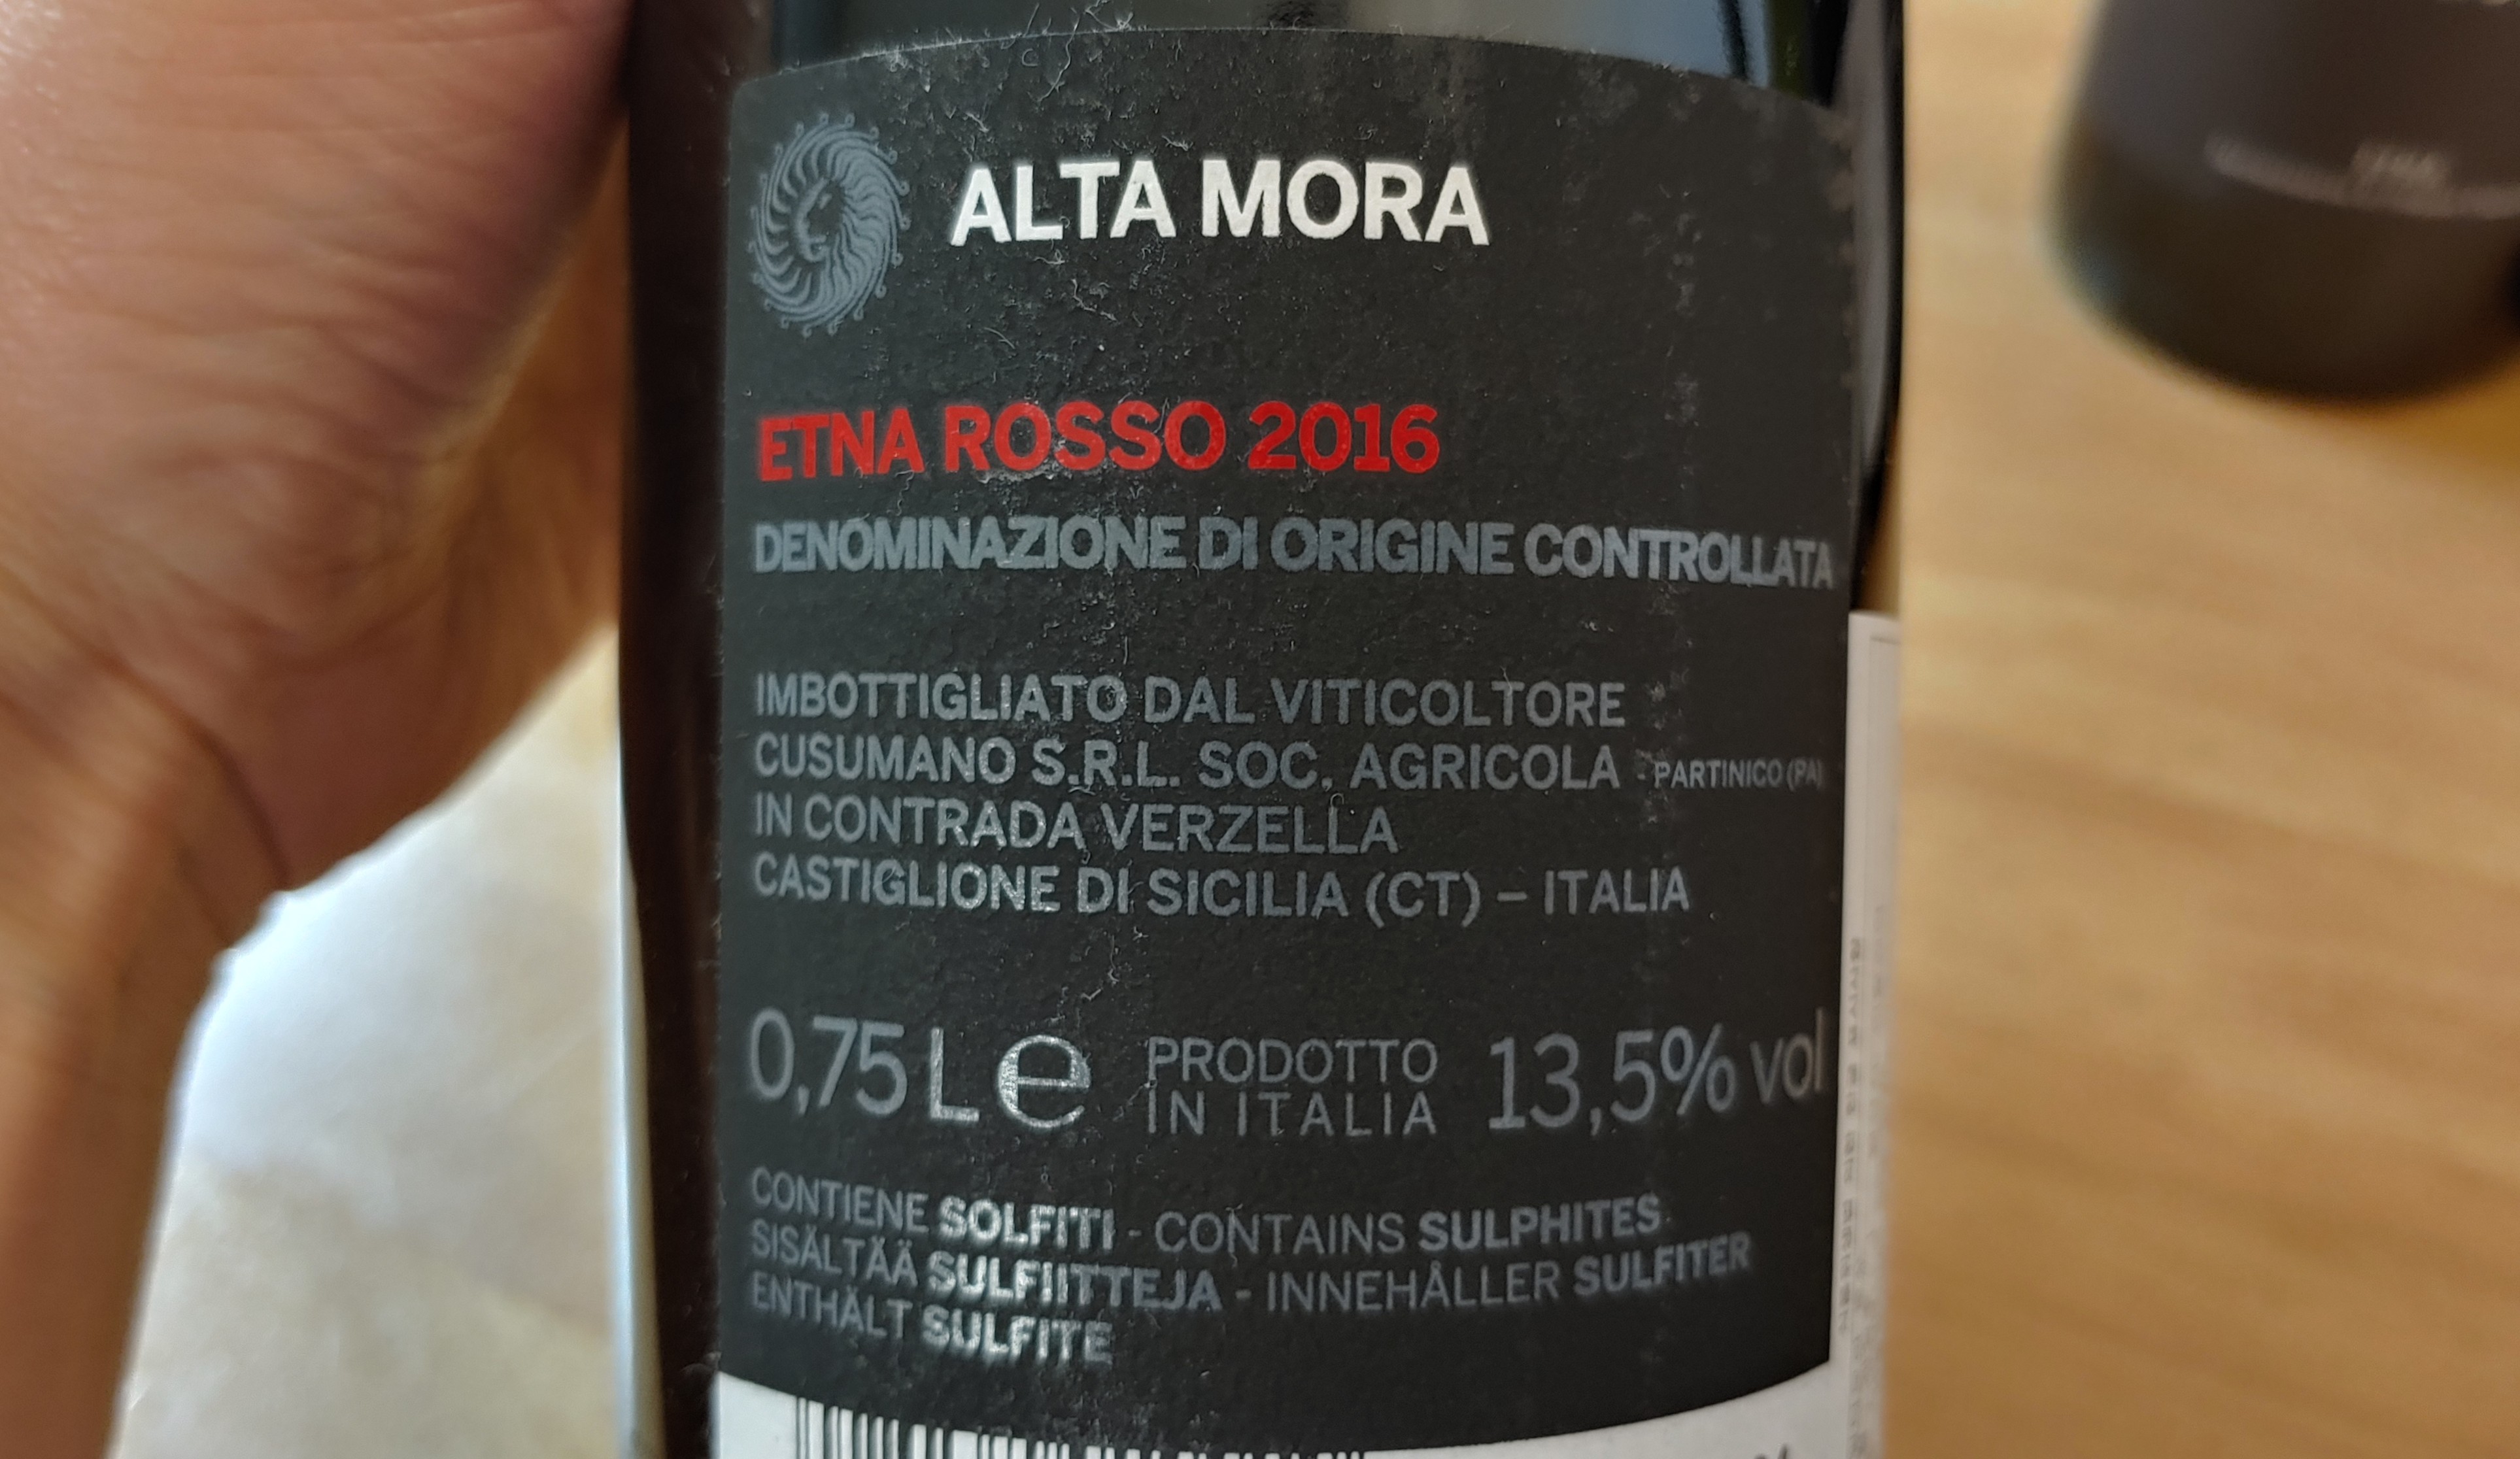 ALTA MORA
ETNA ROSSO 2016
DENOMINAZIONE DI ORIGINE CONTROLLATA
IMBOTTIGLIATO DAL VITICOLTORE
CUSUMANO S.R.L. SOC. AGRICOLA - PARTINICO (PA)
IN CONTRADA VERZELLA
CASTIGLIONE DI SICILIA (CT) – ITALIA
0,75 L e PRODOTTO IN ITALIA 13,5% vol
CONTIENE SOLFITI - CONTAINS SULPHITES
SISÄLTÄÄ SULFIITTEJA - INNEHÅLLER SULFITER
ENTHÄLT SULFITE